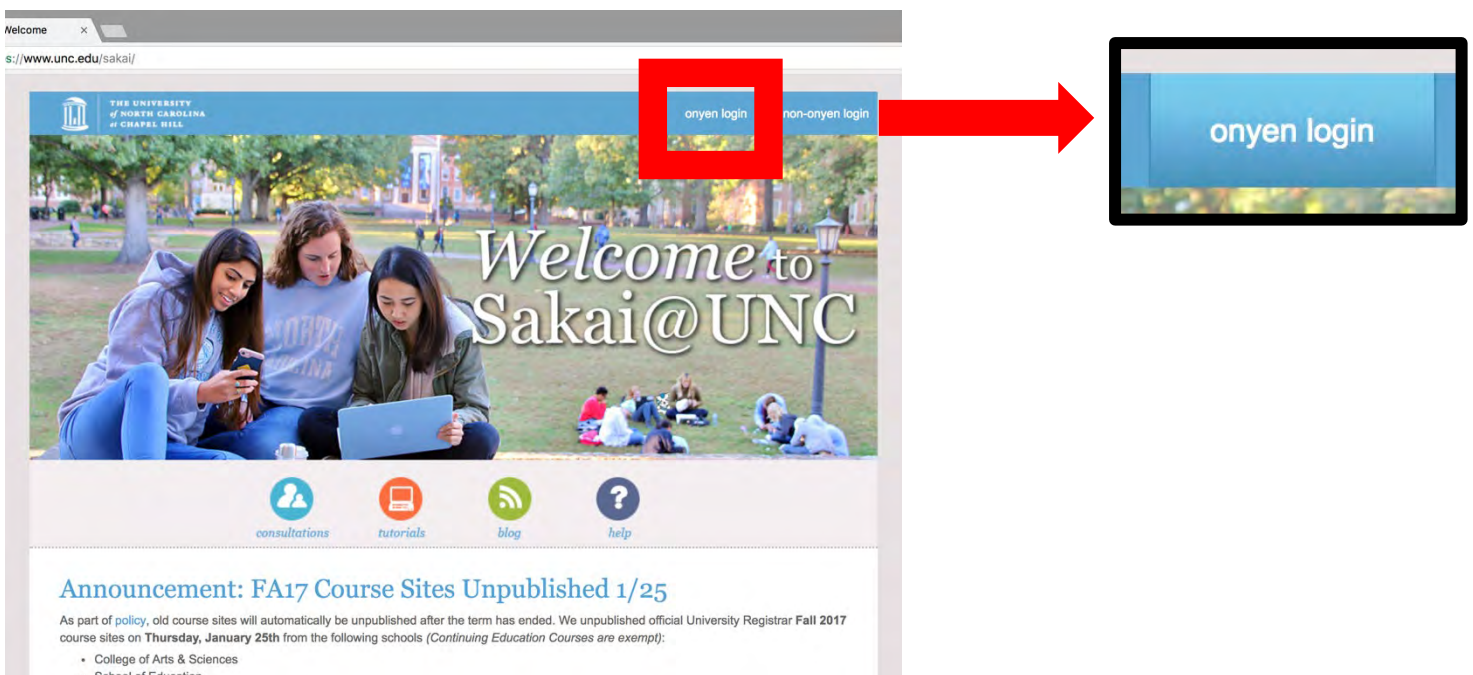 Welcome ×
s://www.unc.edu/sakai/
THE UNIVERSITY
of NORTH CAROLINA
at CHAPEL HILL
onyen login
non-onyen login
onyen login
Welcome to
Sakai@UNC
NORTH
consultations
tutorials
blog
?
help
Announcement: FA17 Course Sites Unpublished 1/25
As part of policy, old course sites will automatically be unpublished after the term has ended. We unpublished official University Registrar Fall 2017
course sites on Thursday, January 25th from the following schools (Continuing Education Courses are exempt):
• College of Arts & Sciences
• School of Education